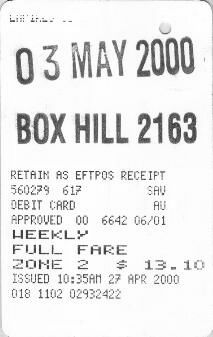 03 MAY 2000
BOX HILL 2163
RETAIN AS EFTPOS RECEIPT
560279 617 SAV
DEBIT CARD AU
APPROVED 00 6642 06/01
WEEKLY
FULL FARE
ZONE 2 $ 13.10
ISSUED 10:35AM 27 APR 2000
018 1102 02932422